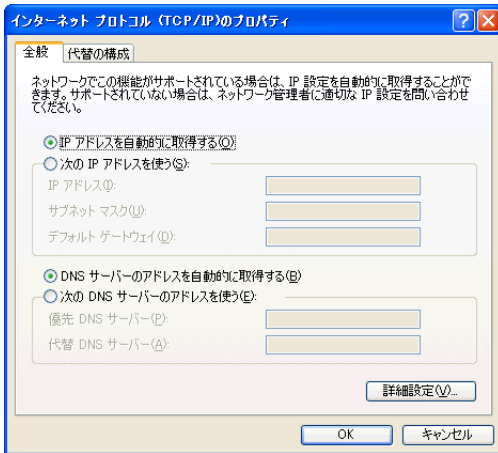 インターネット プロトコル (TCP/IP)のプロパティ
全般
代替の構成
ネットワークでこの機能がサポートされている場合は、IP 設定を自動的に取得することがで
きます。サポートされていない場合は、ネットワーク管理者に適切な IP 設定を問い合わせ
てください。
IP アドレスを自動的に取得する(O)
次の IP アドレスを使う(S):
IP アドレス(I):
サブネット マスク(U):
デフォルト ゲートウェイ(D):
DNS サーバーのアドレスを自動的に取得する(B)
次の DNS サーバーのアドレスを使う(E):
優先 DNS サーバー(P):
代替 DNS サーバー(A):
詳細設定(V)...
OK
キャンセル